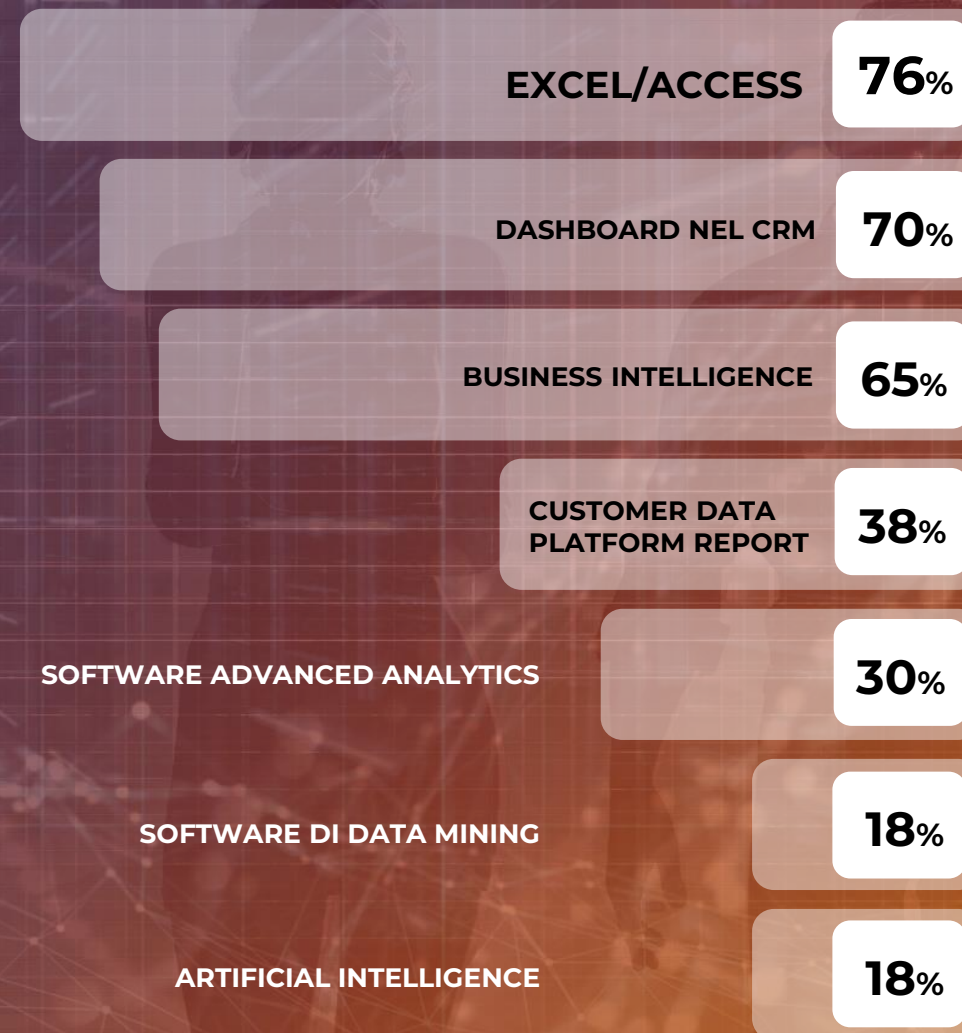 EXCEL/ACCESS 76%
DASHBOARD NEL CRM 70%
BUSINESS INTELLIGENCE 65%
CUSTOMER DATA
PLATFORM REPORT 38%
SOFTWARE ADVANCED ANALYTICS 30%
SOFTWARE DI DATA MINING 18%
ARTIFICIAL INTELLIGENCE 18%